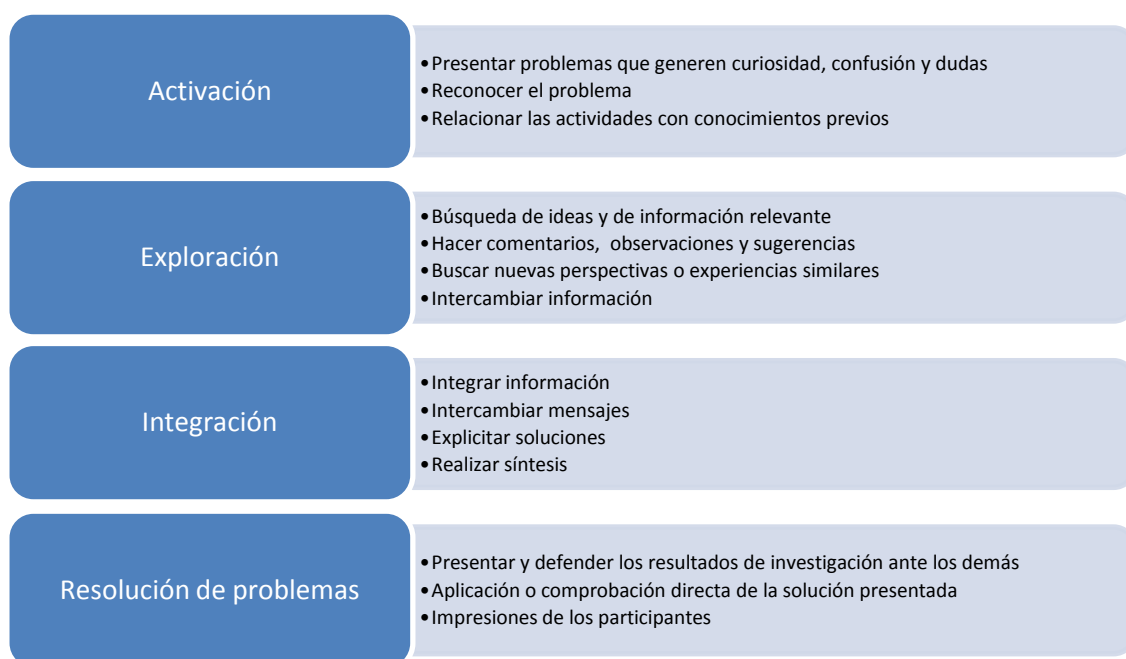 Activación
•Presentar problemas que generen curiosidad, confusión y dudas
•Reconocer el problema
•Relacionar las actividades con conocimientos previos
Exploración
•Búsqueda de ideas y de información relevante
•Hacer comentarios, observaciones y sugerencias
•Buscar nuevas perspectivas o experiencias similares
•Intercambiar información
Integración
•Integrar información
•Intercambiar mensajes
•Explicitar soluciones
•Realizar síntesis
Resolución de problemas
•Presentar y defender los resultados de investigación ante los demás
•Aplicación o comprobación directa de la solución presentada
•Impresiones de los participantes